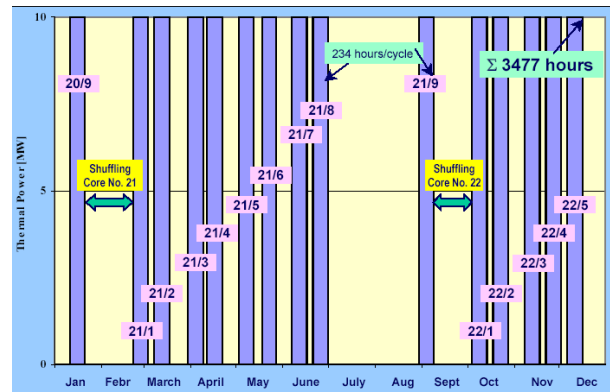 10
234 hours/cycle
Σ 3477 hours
20/9
21/9
21/8
21/7
Shuffling
Core No. 21
21/6
Shuffling
Core No. 22
Thermal Power [MW]
5
21/5
22/5
21/4
22/4
21/3
22/3
21/2
22/2
21/1
22/1
0
Jan Febr March April May June July Aug Sept Oct Nov Dec